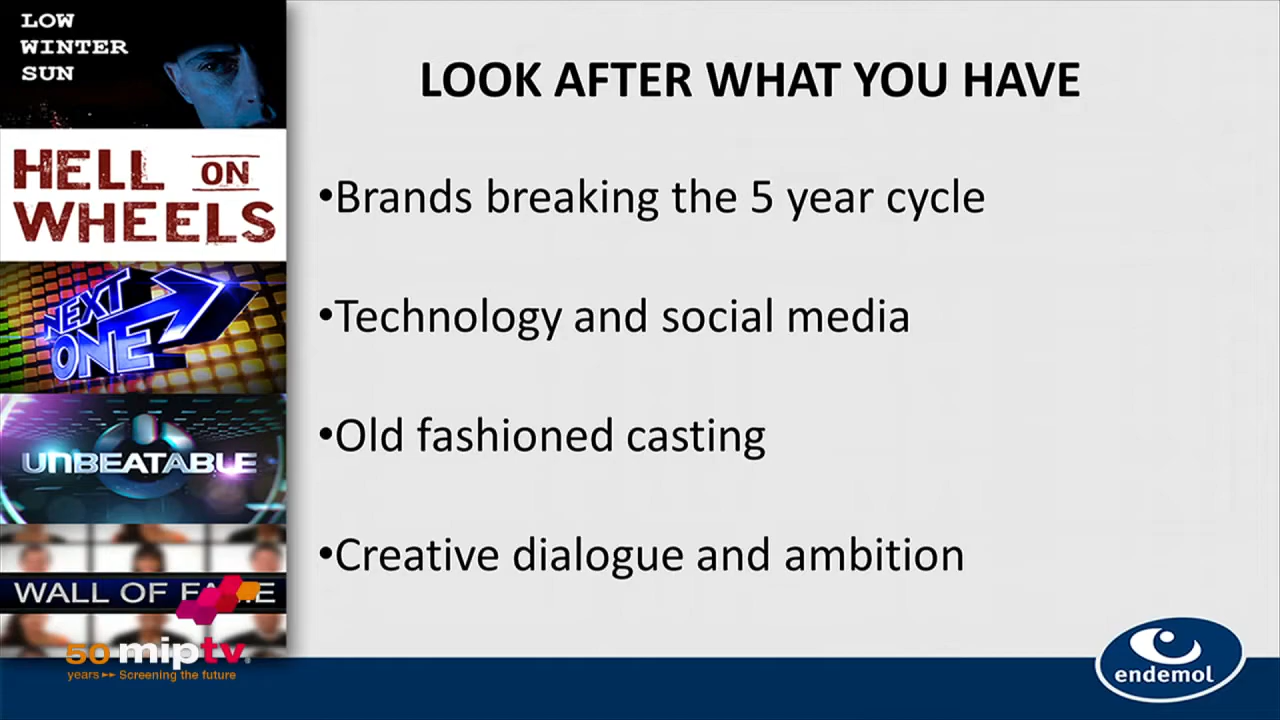 LOW
WINTER
SUN
HELL ON
WHEELS
NEXT
ONE
UNBEATABLE
WALL OF FAME
50 miptv.
years Screening the future
LOOK AFTER WHAT YOU HAVE
•Brands breaking the 5 year cycle
•Technology and social media
•Old fashioned casting
•Creative dialogue and ambition
endemol